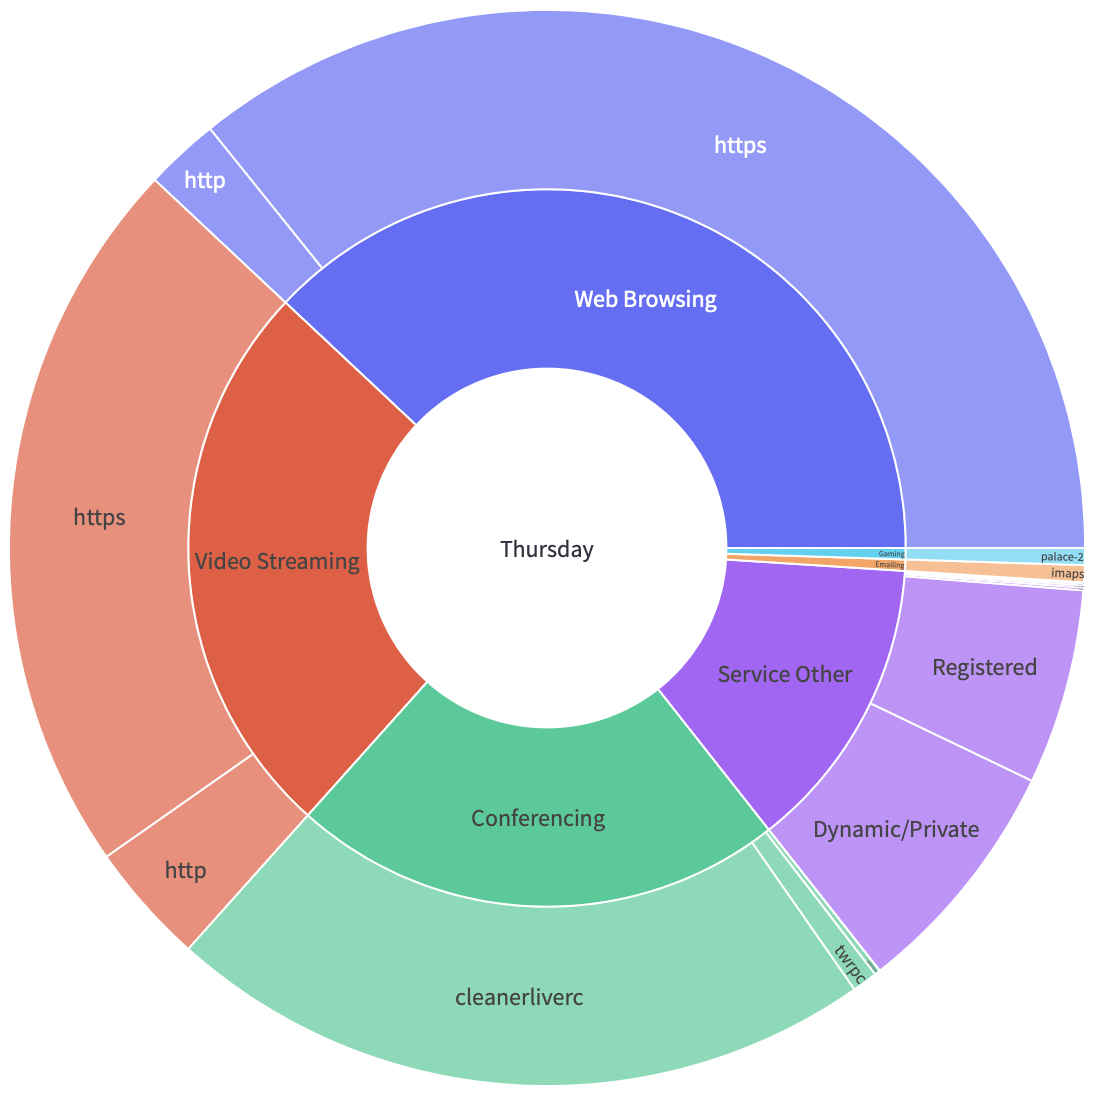 https
http
Web Browsing
https
Video Streaming
Thursday
Gaming
palace-2
Emailing
imaps
Service Other
Registered
Conferencing
Dynamic/Private
http
twrpc
cleanerliverc